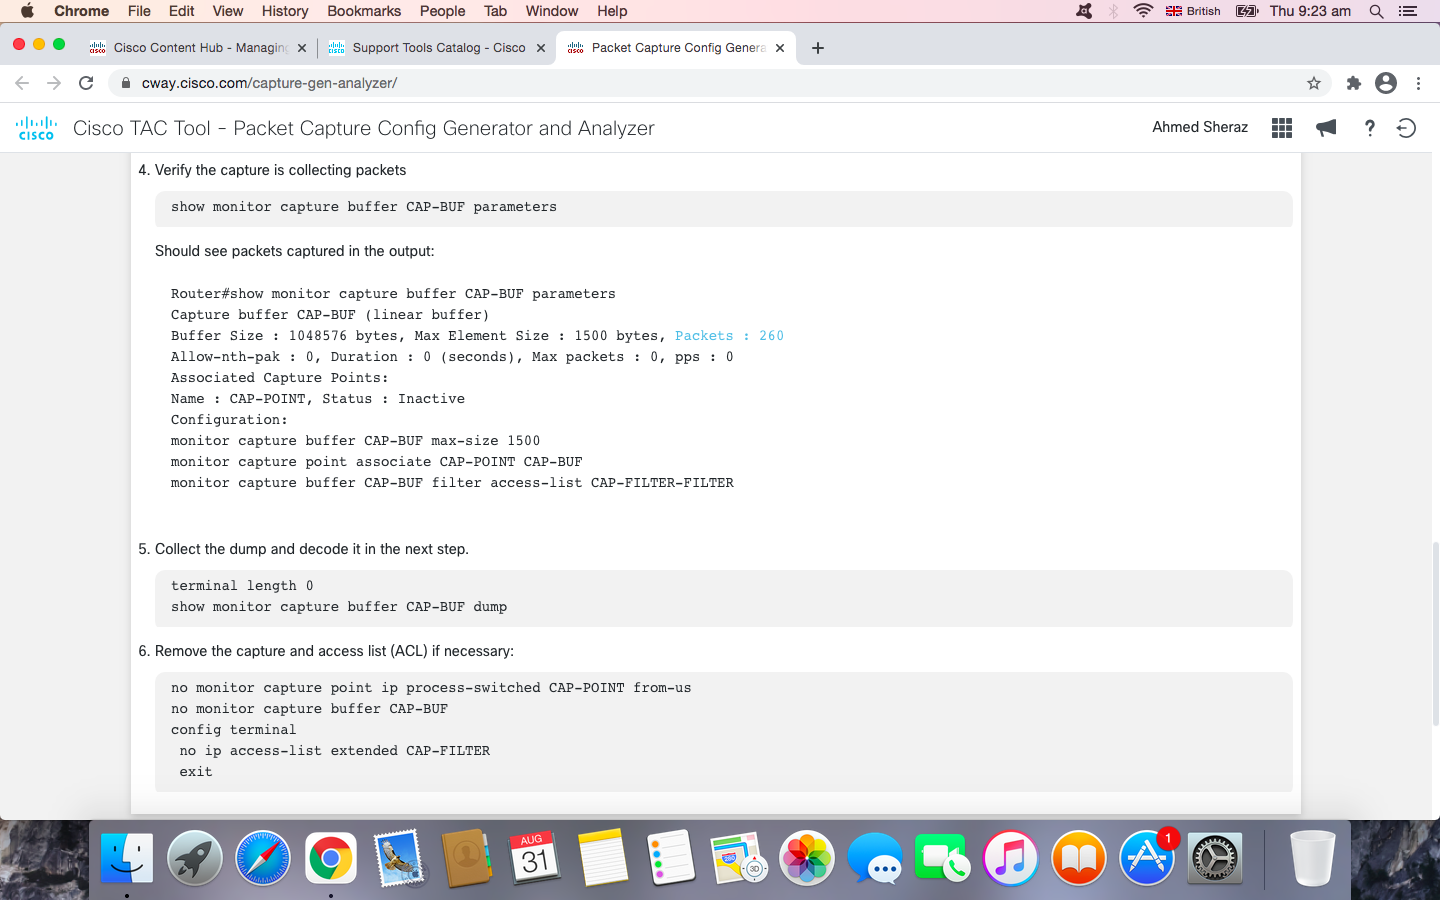 Chrome File Edit View History Bookmarks People Tab Window Help British Thu 9:23 am
Cisco Content Hub - Managing Support Tools Catalog - Cisco Packet Capture Config Genera
cway.cisco.com/capture-gen-analyzer/
CISCO Cisco TAC Tool - Packet Capture Config Generator and Analyzer Ahmed Sheraz ?
4. Verify the capture is collecting packets
show monitor capture buffer CAP-BUF parameters
Should see packets captured in the output:
Router#show monitor capture buffer CAP-BUF parameters
Capture buffer CAP-BUF (linear buffer)
Buffer Size : 1048576 bytes, Max Element Size : 1500 bytes, Packets : 260
Allow-nth-pak : 0, Duration : 0 (seconds), Max packets : 0, pps : 0
Associated Capture Points:
Name : CAP-POINT, Status : Inactive
Configuration:
monitor capture buffer CAP-BUF max-size 1500
monitor capture point associate CAP-POINT CAP-BUF
monitor capture buffer CAP-BUF filter access-list CAP-FILTER-FILTER
5. Collect the dump and decode it in the next step.
terminal length 0
show monitor capture buffer CAP-BUF dump
6. Remove the capture and access list (ACL) if necessary:
no monitor capture point ip process-switched CAP-POINT from-us
no monitor capture buffer CAP-BUF
config terminal
no ip access-list extended CAP-FILTER
exit
AUG
31
280
3D
1